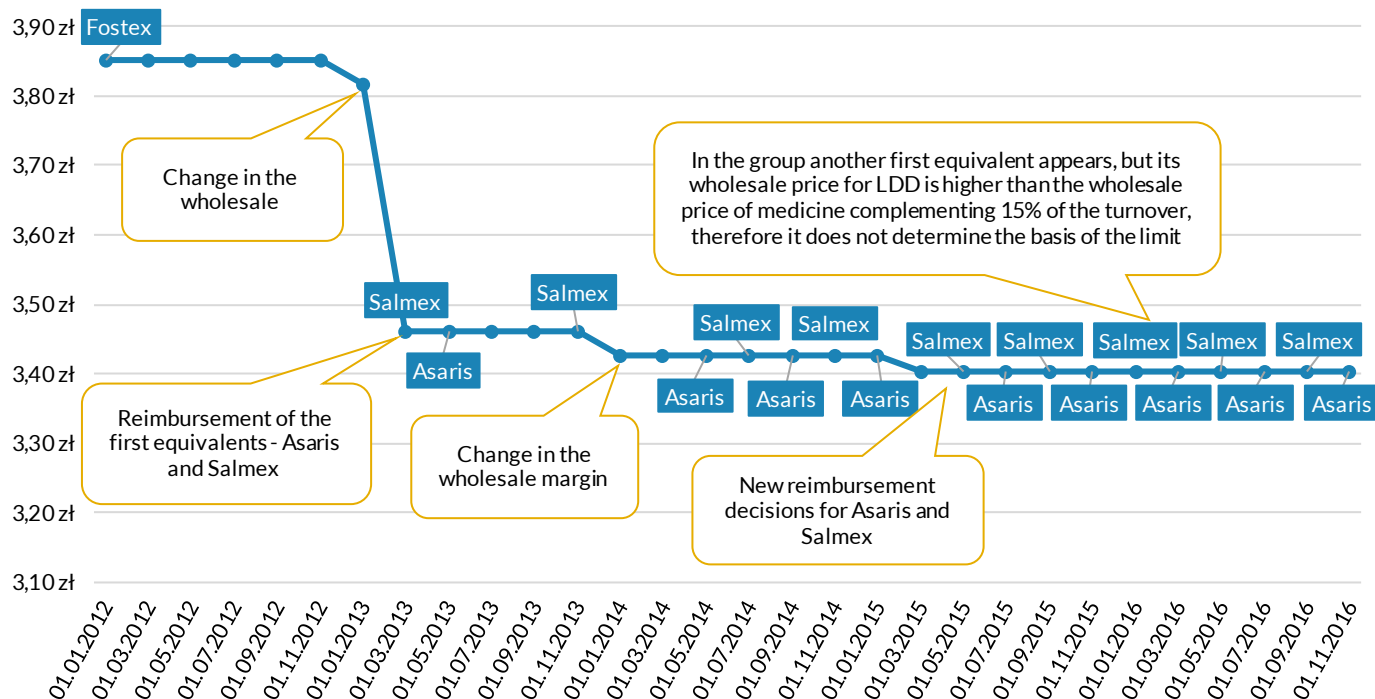 3,90 zł
3,80 zł
3,70 zł
3,60 zł
3,50 zł
3,40 zł
3,30 zł
3,20 zł
3,10 zł
Fostex
Change in the
wholesale
In the group another first equivalent appears, but its
wholesale price for LDD is higher than the wholesale
price of medicine complementing 15% of the turnover,
therefore it does not determine the basis of the limit
Salmex
Asaris
Salmex
Asaris
Salmex
Asaris
Salmex
Asaris
Salmex
Asaris
Salmex
Asaris
Salmex
Asaris
Salmex
Asaris
Salmex
Asaris
Reimbursement of the
first equivalents - Asaris
and Salmex
Change in the
wholesale margin
New reimbursement
decisions for Asaris and
Salmex
01.01.2012
01.03.2012
01.05.2012
01.07.2012
01.09.2012
01.11.2012
01.01.2013
01.03.2013
01.05.2013
01.07.2013
01.09.2013
01.11.2013
01.01.2014
01.03.2014
01.05.2014
01.07.2014
01.09.2014
01.11.2014
01.01.2015
01.03.2015
01.05.2015
01.07.2015
01.09.2015
01.11.2015
01.01.2016
01.03.2016
01.05.2016
01.07.2016
01.09.2016
01.11.2016